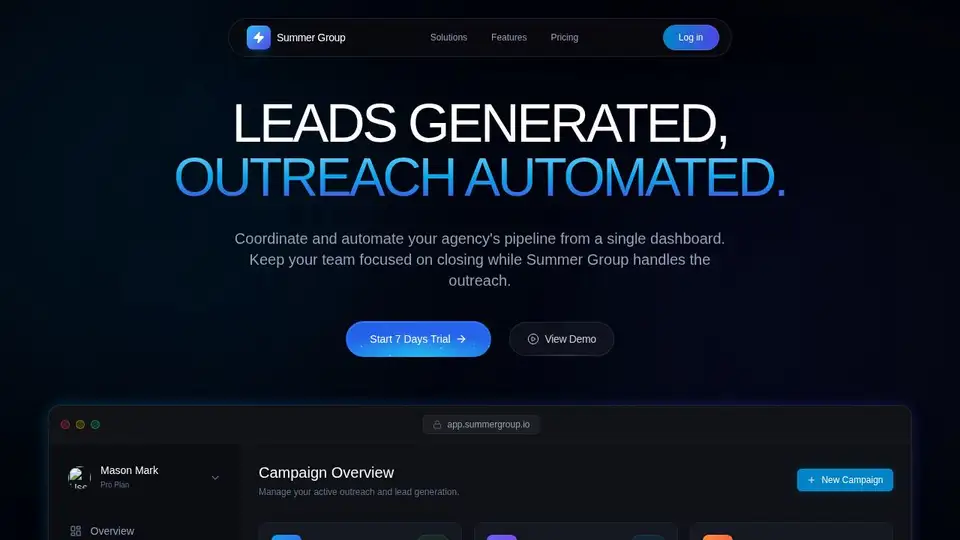 Summer Group
Solutions
Features
Pricing
Log in
LEADS GENERATED,
OUTREACH AUTOMATED.
Coordinate and automate your agency's pipeline from a single dashboard.
Keep your team focused on closing while Summer Group handles the
outreach.
Start 7 Days Trial
View Demo
app.summergroup.io
Mason Mark
Pro Plan
Campaign Overview
Manage your active outreach and lead generation.
New Campaign
Overview